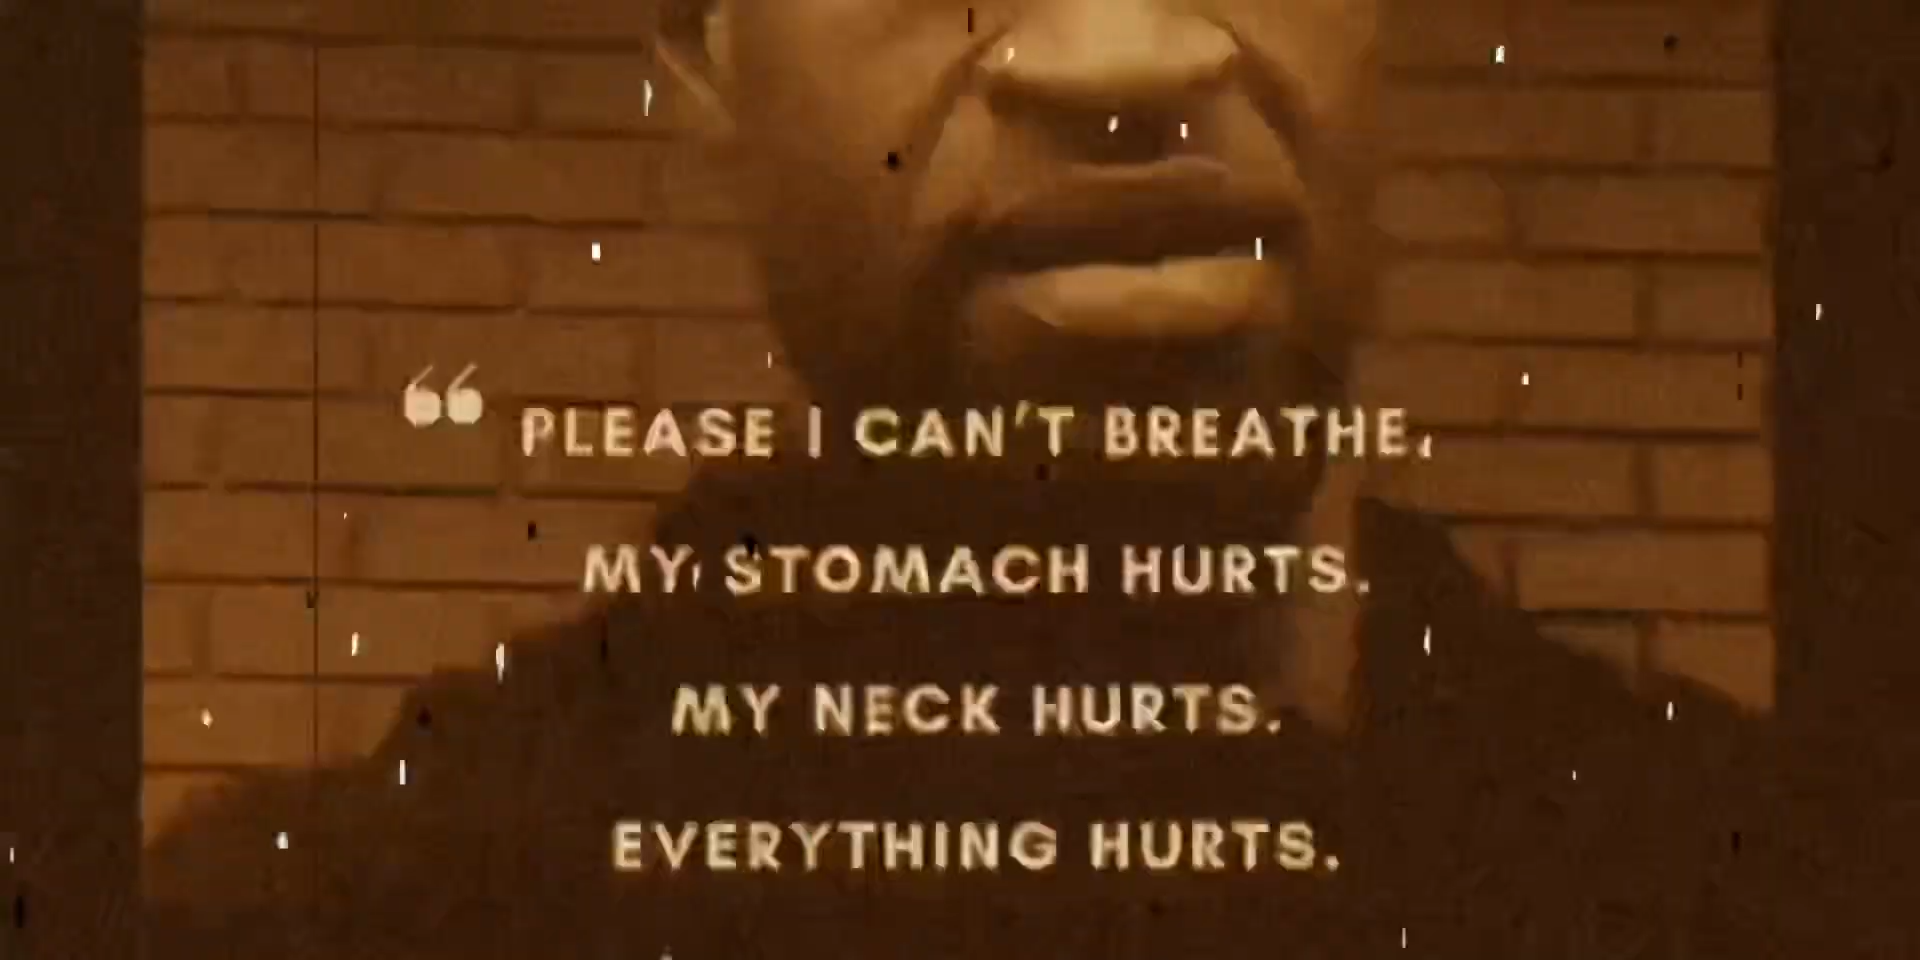 “ PLEASE I CAN'T BREATHE.
MY STOMACH HURTS.
MY NECK HURTS.
EVERYTHING HURTS.